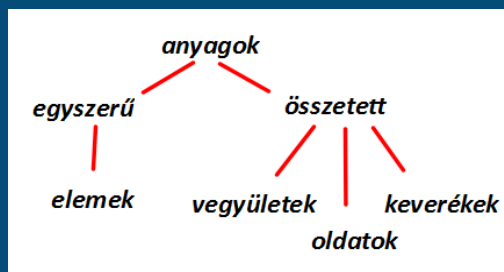 anyagok
egyszerű
összetett
elemek
vegyületek
keverékek
oldatok